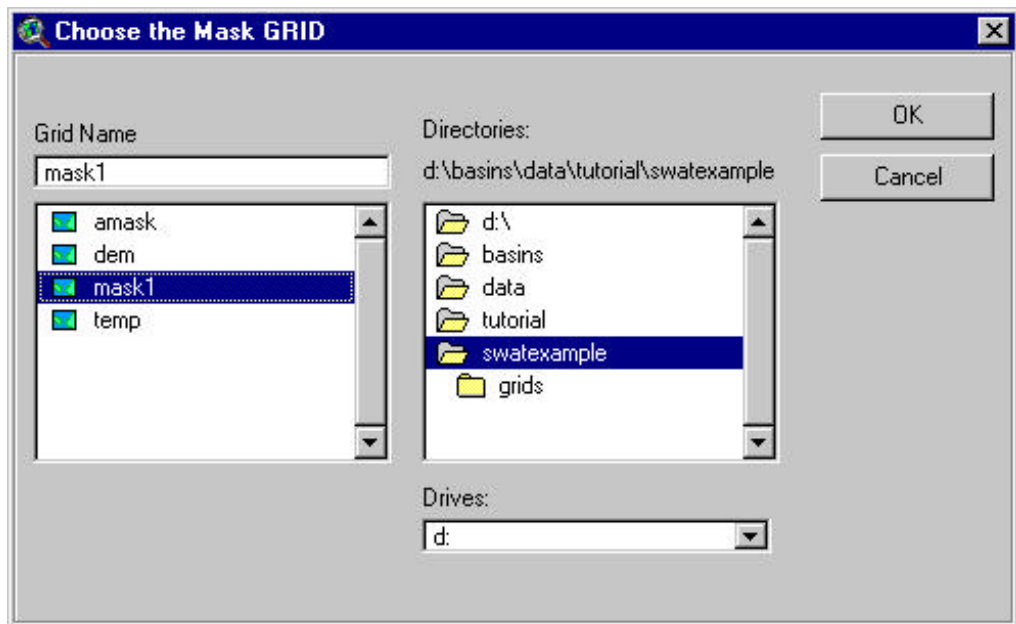 Choose the Mask GRID
Grid Name
mask1
amask
dem
mask1
temp
Directories:
d:\basins\data\tutorial\swatexample
d:\
basins
data
tutorial
swatexample
grids
Drives:
d:
OK
Cancel